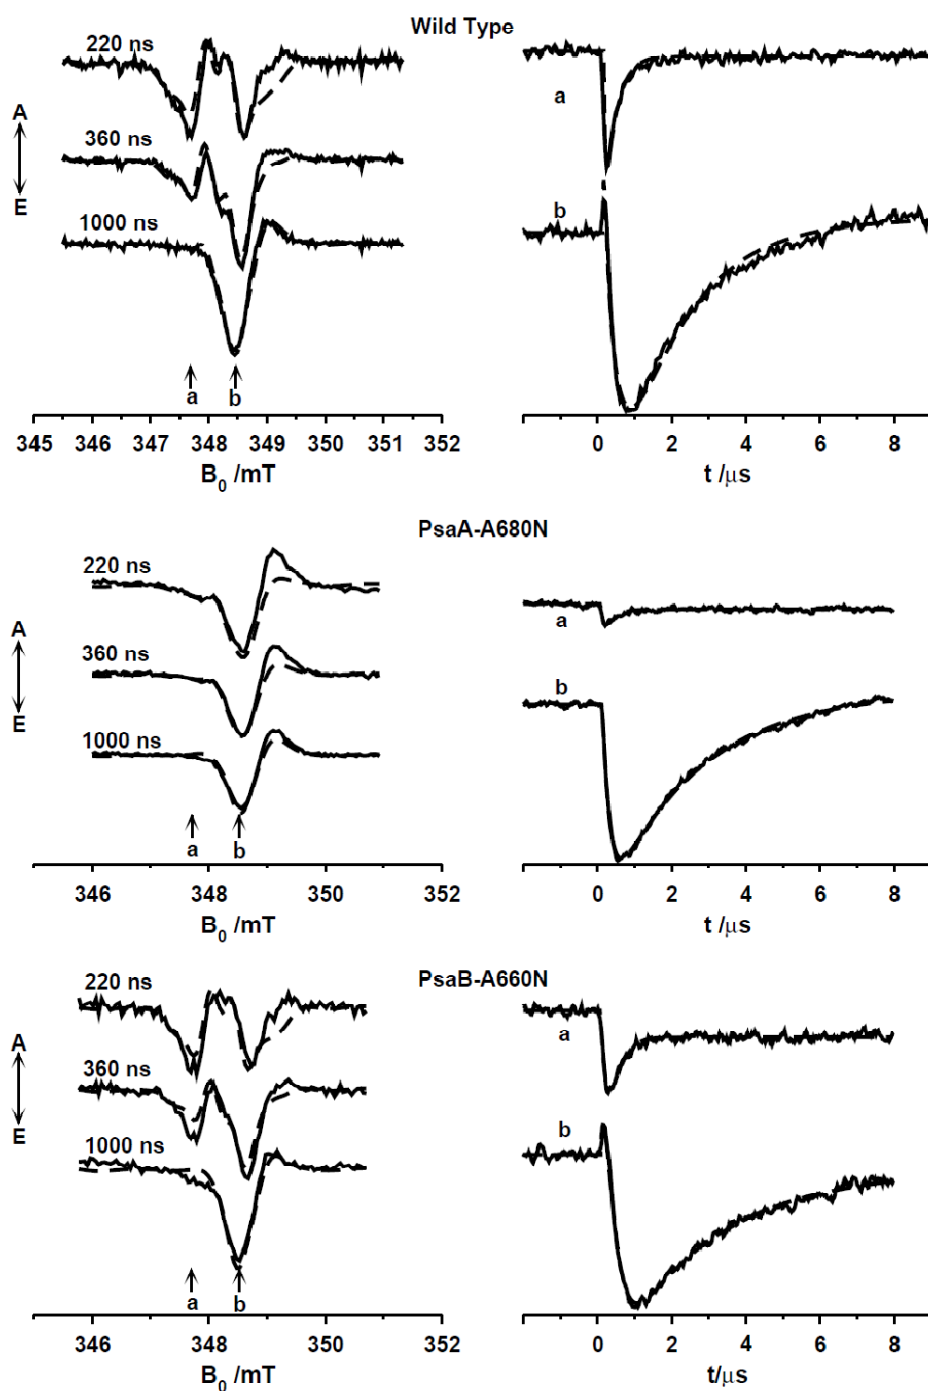 Wild Type
220 ns
A
a
360 ns
E
b
1000 ns
a b
345 346 347 348 349 350 351 352
B0 /mT
0 2 4 6 8
t /μs
PsaA-A680N
220 ns
A
a
360 ns
E
b
1000 ns
a b
346 348 350 352
B0 /mT
0 2 4 6 8
t /μs
PsaB-A660N
220 ns
A
a
360 ns
E
b
1000 ns
a b
346 348 350 352
B0 /mT
0 2 4 6 8
t/μs